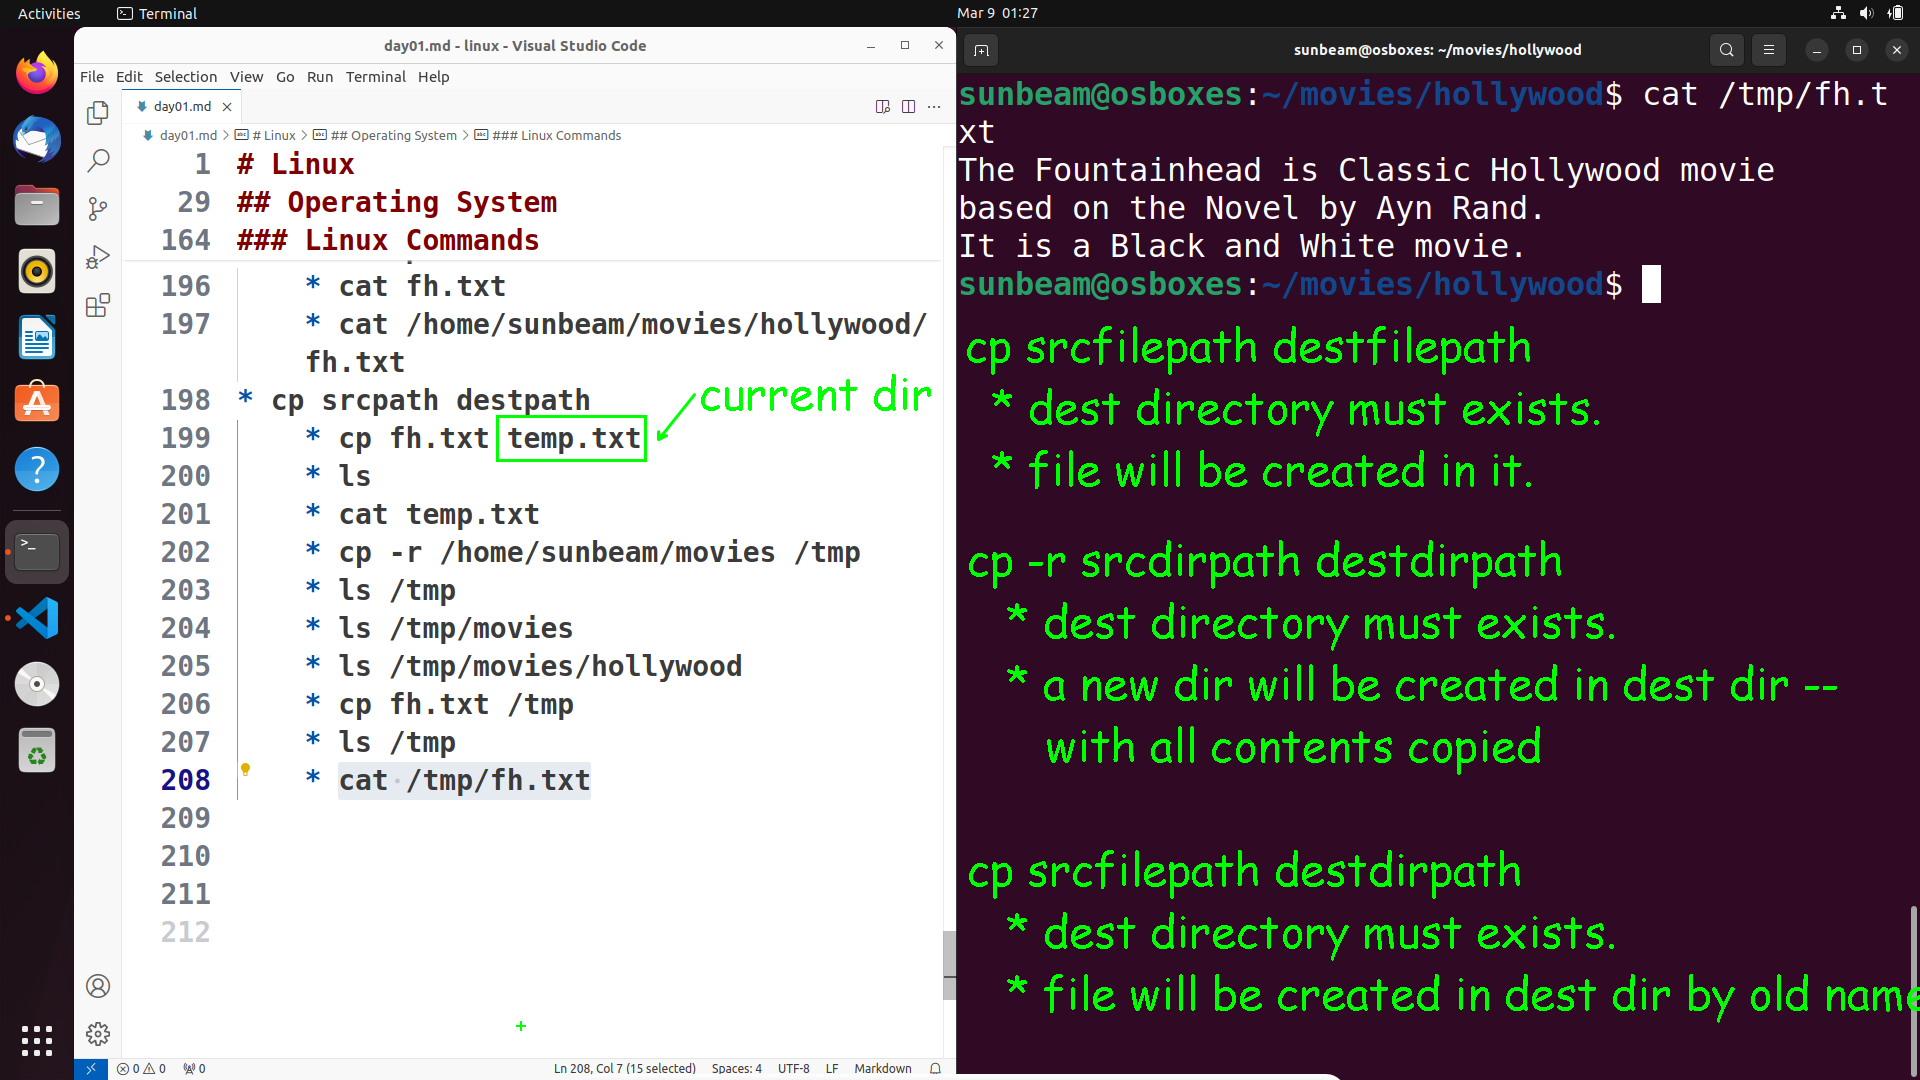 Activities
Terminal
Mar 9 01:27
day01.md - linux - Visual Studio Code
File Edit Selection View Go Run Terminal Help
day01.md
day01.md > # Linux > ## Operating System > ### Linux Commands
1 # Linux
29 ## Operating System
164 ### Linux Commands
196 * cat fh.txt
197 * cat /home/sunbeam/movies/hollywood/
fh.txt
198 * cp srcpath destpath
current dir
199 * cp fh.txt temp.txt
200 * ls
201 * cat temp.txt
202 * cp -r /home/sunbeam/movies /tmp
203 * ls /tmp
204 * ls /tmp/movies
205 * ls /tmp/movies/hollywood
206 * cp fh.txt /tmp
207 * ls /tmp
208 * cat /tmp/fh.txt
209
210
211
212
0 0 0
Ln 208, Col 7 (15 selected) Spaces: 4 UTF-8 LF Markdown
sunbeam@osboxes: ~/movies/hollywood
sunbeam@osboxes:~/movies/hollywood$ cat /tmp/fh.t
xt
The Fountainhead is Classic Hollywood movie
based on the Novel by Ayn Rand.
It is a Black and White movie.
sunbeam@osboxes:~/movies/hollywood$
cp srcfilepath destfilepath
* dest directory must exists.
* file will be created in it.
cp -r srcdirpath destdirpath
* dest directory must exists.
* a new dir will be created in dest dir --
with all contents copied
cp srcfilepath destdirpath
* dest directory must exists.
* file will be created in dest dir by old name